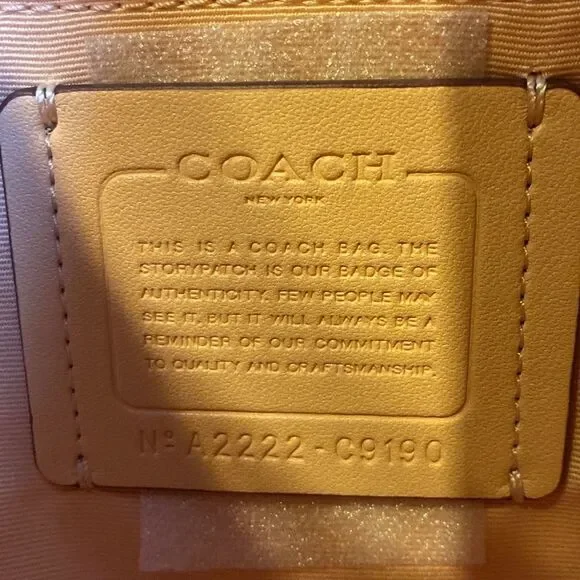 COACH
NEW YORK
THIS IS A COACH BAG. THE
STORYPATCH IS OUR BADGE OF
AUTHENTICITY. FEW PEOPLE MAY
SEE IT, BUT IT WILL ALWAYS BE A
REMINDER OF OUR COMMITMENT
TO QUALITY AND CRAFTSMANSHIP.
Nº A2222-C9190